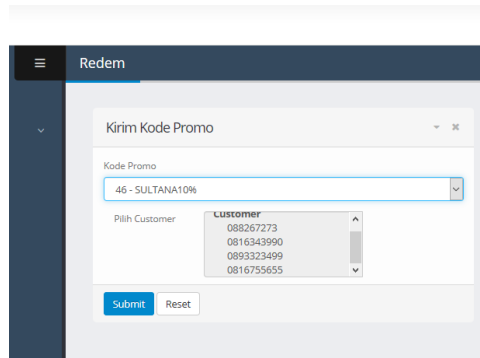 Redem
Kirim Kode Promo
Kode Promo
46 - SULTANA10%
Pilih Customer
Customer
088267273
0816343990
0893323499
0816755655
Submit Reset